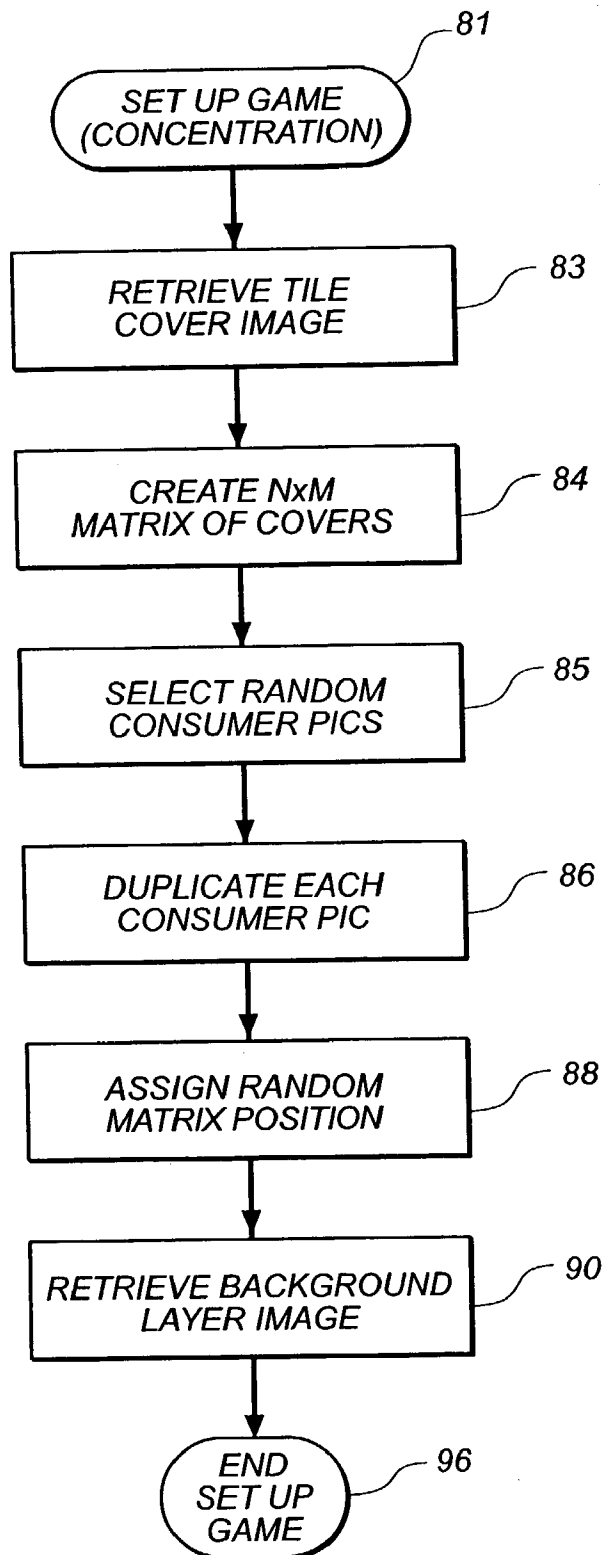 81
SET UP GAME
(CONCENTRATION)
83
RETRIEVE TILE
COVER IMAGE
84
CREATE NxM
MATRIX OF COVERS
85
SELECT RANDOM
CONSUMER PICS
86
DUPLICATE EACH
CONSUMER PIC
88
ASSIGN RANDOM
MATRIX POSITION
90
RETRIEVE BACKGROUND
LAYER IMAGE
96
END
SET UP
GAME